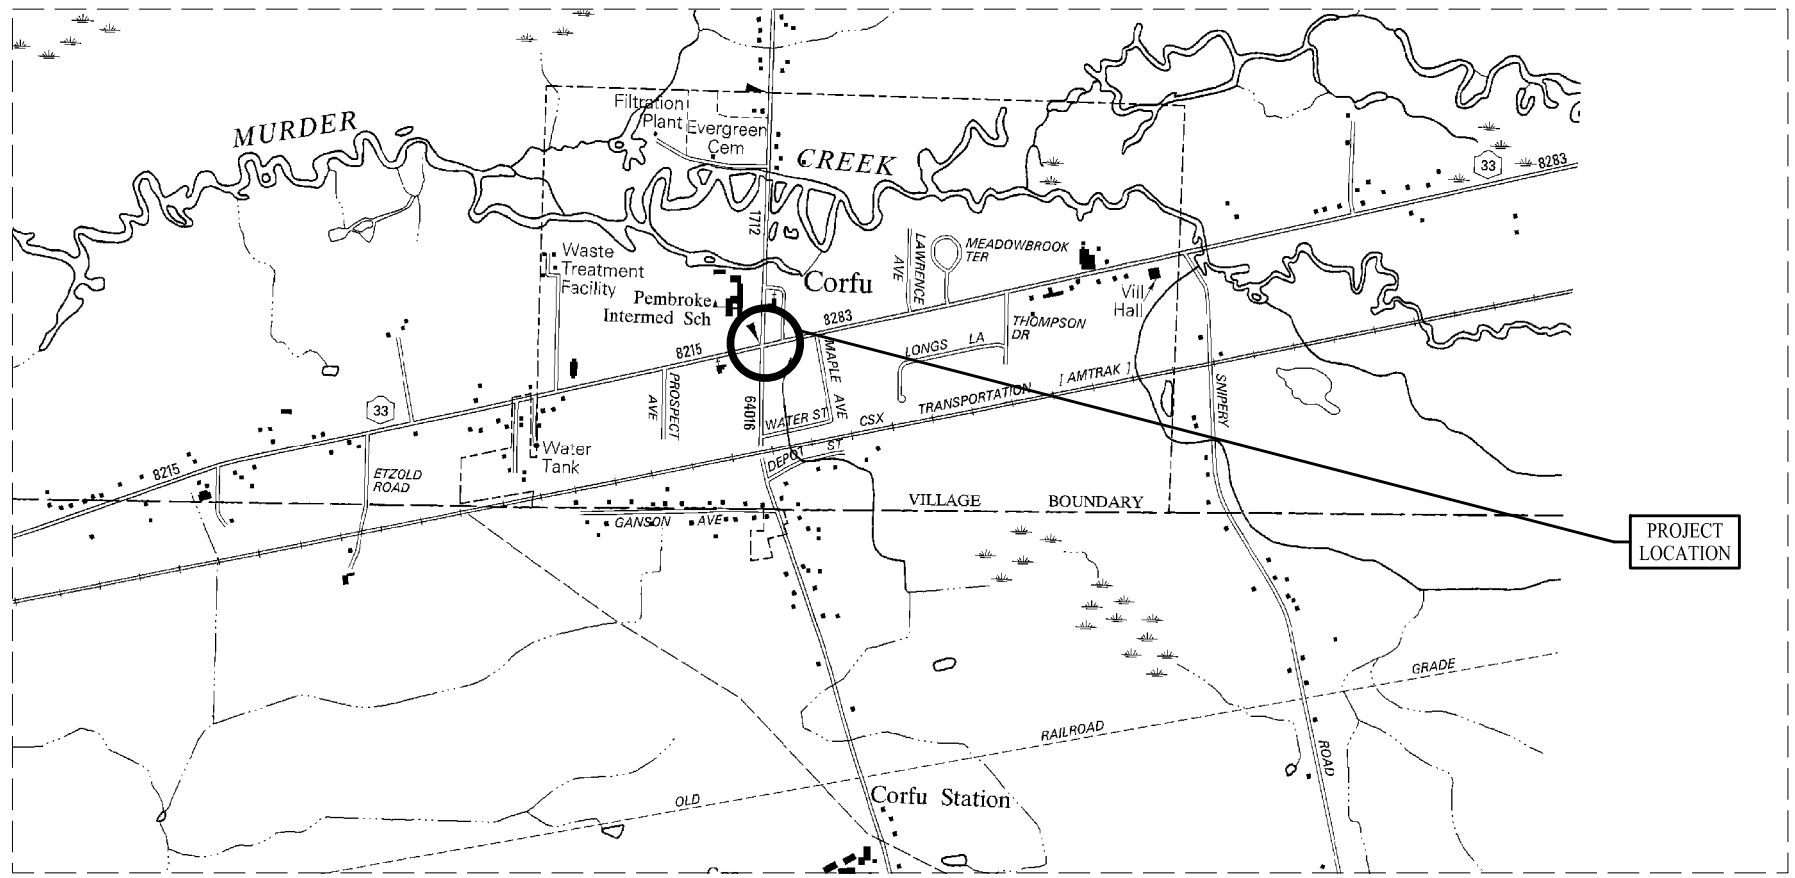 MURDER
Filtration
Plant
Evergreen
Cem
CREEK
33
8283
1712
Waste
Treatment
Facility
LAWRENCE
AVE
MEADOWBROOK
TER
Corfu
Pembroke
Intermed Sch
Vill
Hall
8283
THOMPSON
DR
LONGS LA
8215
MAPLE AVE
PROSPECT
AVE
[ AMTRAK ]
TRANSPORTATION
CSX
SNIPERY
33
64016
WATER ST
Water
Tank
DEPOT ST
8215
ETZOLD
ROAD
VILLAGE BOUNDARY
GANSON AVE
PROJECT
LOCATION
GRADE
RAILROAD
ROAD
OLD
Corfu Station